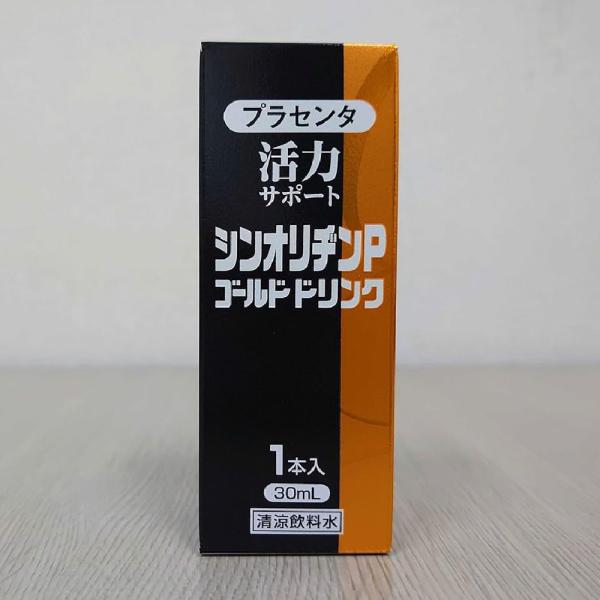 プラセンタ
活力
サポート
シンオリヂンP
ゴールドドリンク
1本入
30mL
清涼飲料水